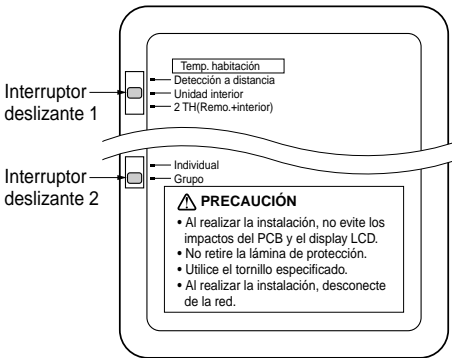 Temp. habitación
Detección a distancia
Interruptor
deslizante 1
Unidad interior
2 TH(Remo.+interior)
Individual
Interruptor
deslizante 2
Grupo
PRECAUCIÓN
• Al realizar la instalación, no evite los
impactos del PCB y el display LCD.
• No retire la lámina de protección.
• Utilice el tornillo especificado.
• Al realizar la instalación, desconecte
de la red.